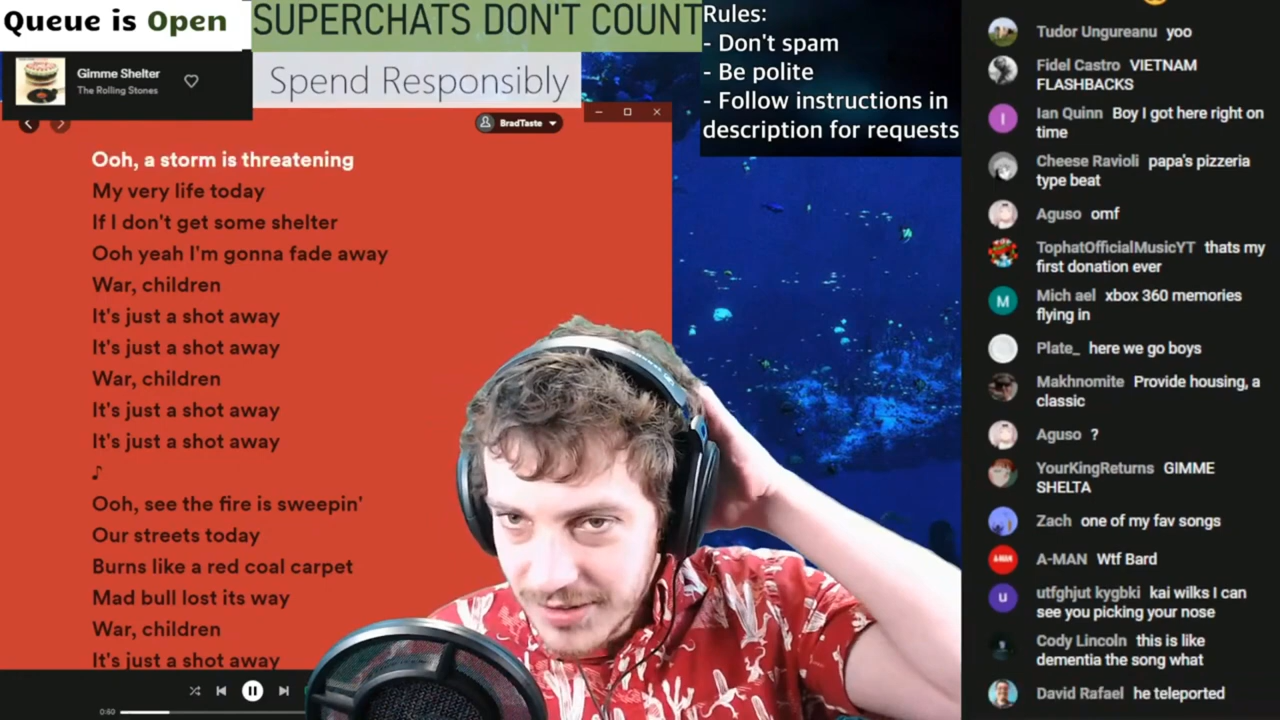 Queue is Open
SUPERCHATS DON'T COUNT
Spend Responsibly
Rules:
- Don't spam
- Be polite
- Follow instructions in
description for requests
Gimme Shelter
The Rolling Stones
BradTaste
Ooh, a storm is threatening
My very life today
If I don't get some shelter
Ooh yeah I'm gonna fade away
War, children
It's just a shot away
It's just a shot away
War, children
It's just a shot away
It's just a shot away
♪
Ooh, see the fire is sweepin'
Our streets today
Burns like a red coal carpet
Mad bull lost its way
War, children
It's just a shot away
0:50
Tudor Ungureanu yoo
Fidel Castro VIETNAM
FLASHBACKS
I
Ian Quinn Boy I got here right on
time
Cheese Ravioli papa's pizzeria
type beat
Aguso omf
TophatOfficialMusicYT thats my
first donation ever
M
Mich ael xbox 360 memories
flying in
Plate_ here we go boys
Makhnomite Provide housing, a
classic
Aguso ?
YourKingReturns GIMME
SHELTA
Zach one of my fav songs
A-MAN
A-MAN Wtf Bard
u
utfghjut kygbki kai wilks I can
see you picking your nose
Cody Lincoln this is like
dementia the song what
David Rafael he teleported